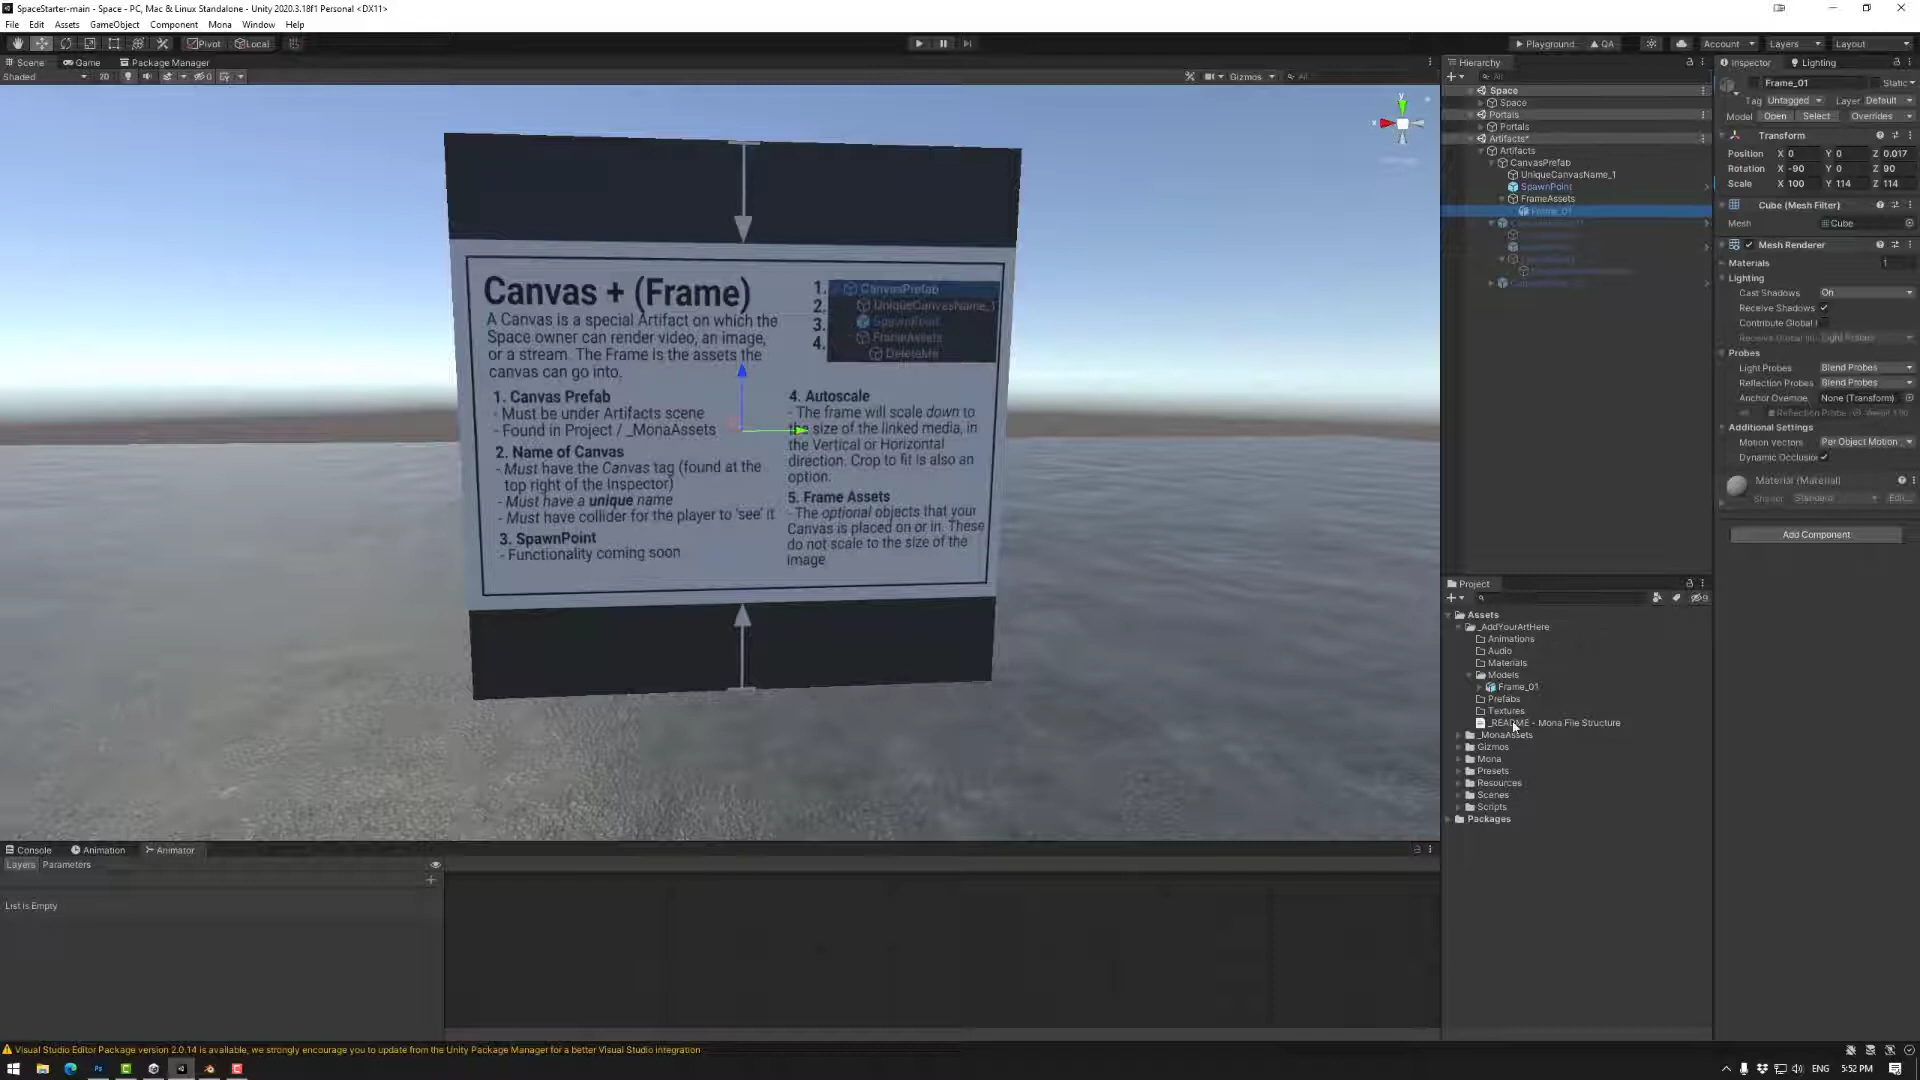 SpaceStarter-main - Space - PC, Mac & Linux Standalone - Unity 2020.3.18f1 Personal <DX11>
File Edit Assets GameObject Component Mona Window Help
Pivot Local
Playground QA Account Layers Layout
Scene Game Package Manager
Shaded 2D Gizmos All
Canvas + (Frame)
A Canvas is a special Artifact on which the
Space owner can render video, an image,
or a stream. The Frame is the assets the
canvas can go into.
1. Canvas Prefab
- Must be under Artifacts scene
- Found in Project / _MonaAssets
2. Name of Canvas
- Must have the Canvas tag (found at the
top right of the Inspector)
- Must have a unique name
- Must have collider for the player to 'see' it
3. SpawnPoint
- Functionality coming soon
1. CanvasPrefab
2. UniqueCanvasName_1
3. SpawnPoint
4. FrameAssets
DeleteMe
4. Autoscale
- The frame will scale down to
the size of the linked media, in
the Vertical or Horizontal
direction. Crop to fit is also an
option.
5. Frame Assets
- The optional objects that your
Canvas is placed on or in. These
do not scale to the size of the
image
y
x
Hierarchy
All
Space
Space
Portals
Portals
Artifacts*
Artifacts
CanvasPrefab
UniqueCanvasName_1
SpawnPoint
FrameAssets
Frame_01
Project
Assets
_AddYourArtHere
Animations
Audio
Materials
Models
Frame_01
Prefabs
Textures
_README - Mona File Structure
_MonaAssets
Gizmos
Mona
Presets
Resources
Scenes
Scripts
Packages
Inspector Lighting
Frame_01 Static
Tag Untagged Layer Default
Model Open Select Overrides
Transform
Position X 0 Y 0 Z 0.017
Rotation X -90 Y 0 Z 90
Scale X 100 Y 114 Z 114
Cube (Mesh Filter)
Mesh Cube
Mesh Renderer
Materials 1
Lighting
Cast Shadows On
Receive Shadows
Contribute Global I
Receive Global Ill Light Probes
Probes
Light Probes Blend Probes
Reflection Probes Blend Probes
Anchor Override None (Transform)
Additional Settings
Motion Vectors Per Object Motion
Dynamic Occlusion
Material (Material)
Shader Standard Edit...
Add Component
Console Animation Animator
Layers Parameters
List is Empty
Visual Studio Editor Package version 2.0.14 is available, we strongly encourage you to update from the Unity Package Manager for a better Visual Studio integration
ENG 5:52 PM